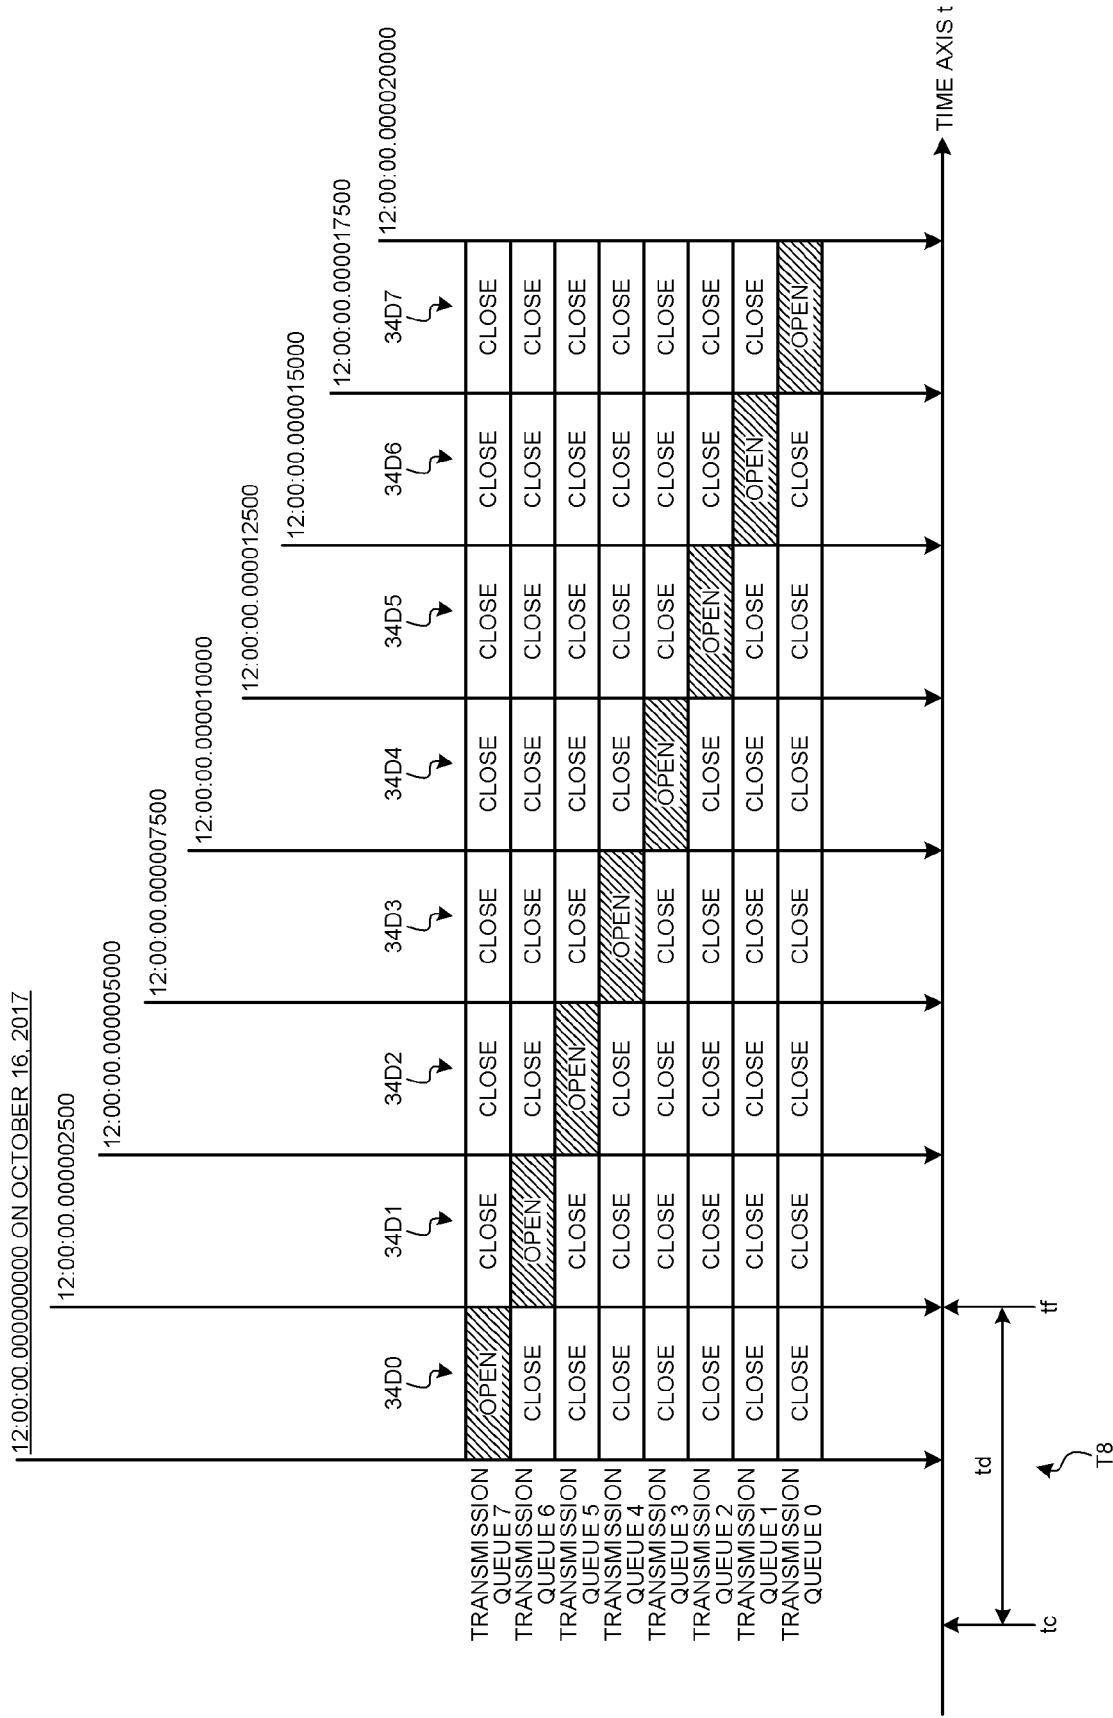 12:00:00.000000000 ON OCTOBER 16, 2017
12:00:00.000002500
12:00:00.000005000
12:00:00.000007500
12:00:00.000010000
12:00:00.000012500
12:00:00.000015000
12:00:00.000017500
12:00:00.000020000
34D0 34D1 34D2 34D3 34D4 34D5 34D6 34D7
TRANSMISSION
QUEUE 7
OPEN CLOSE CLOSE CLOSE CLOSE CLOSE CLOSE CLOSE
TRANSMISSION
QUEUE 6
CLOSE OPEN CLOSE CLOSE CLOSE CLOSE CLOSE CLOSE
TRANSMISSION
QUEUE 5
CLOSE CLOSE OPEN CLOSE CLOSE CLOSE CLOSE CLOSE
TRANSMISSION
QUEUE 4
CLOSE CLOSE CLOSE OPEN CLOSE CLOSE CLOSE CLOSE
TRANSMISSION
QUEUE 3
CLOSE CLOSE CLOSE CLOSE OPEN CLOSE CLOSE CLOSE
TRANSMISSION
QUEUE 2
CLOSE CLOSE CLOSE CLOSE CLOSE OPEN CLOSE CLOSE
TRANSMISSION
QUEUE 1
CLOSE CLOSE CLOSE CLOSE CLOSE CLOSE OPEN CLOSE
TRANSMISSION
QUEUE 0
CLOSE CLOSE CLOSE CLOSE CLOSE CLOSE CLOSE OPEN
TIME AXIS t
td
tc tf
T8